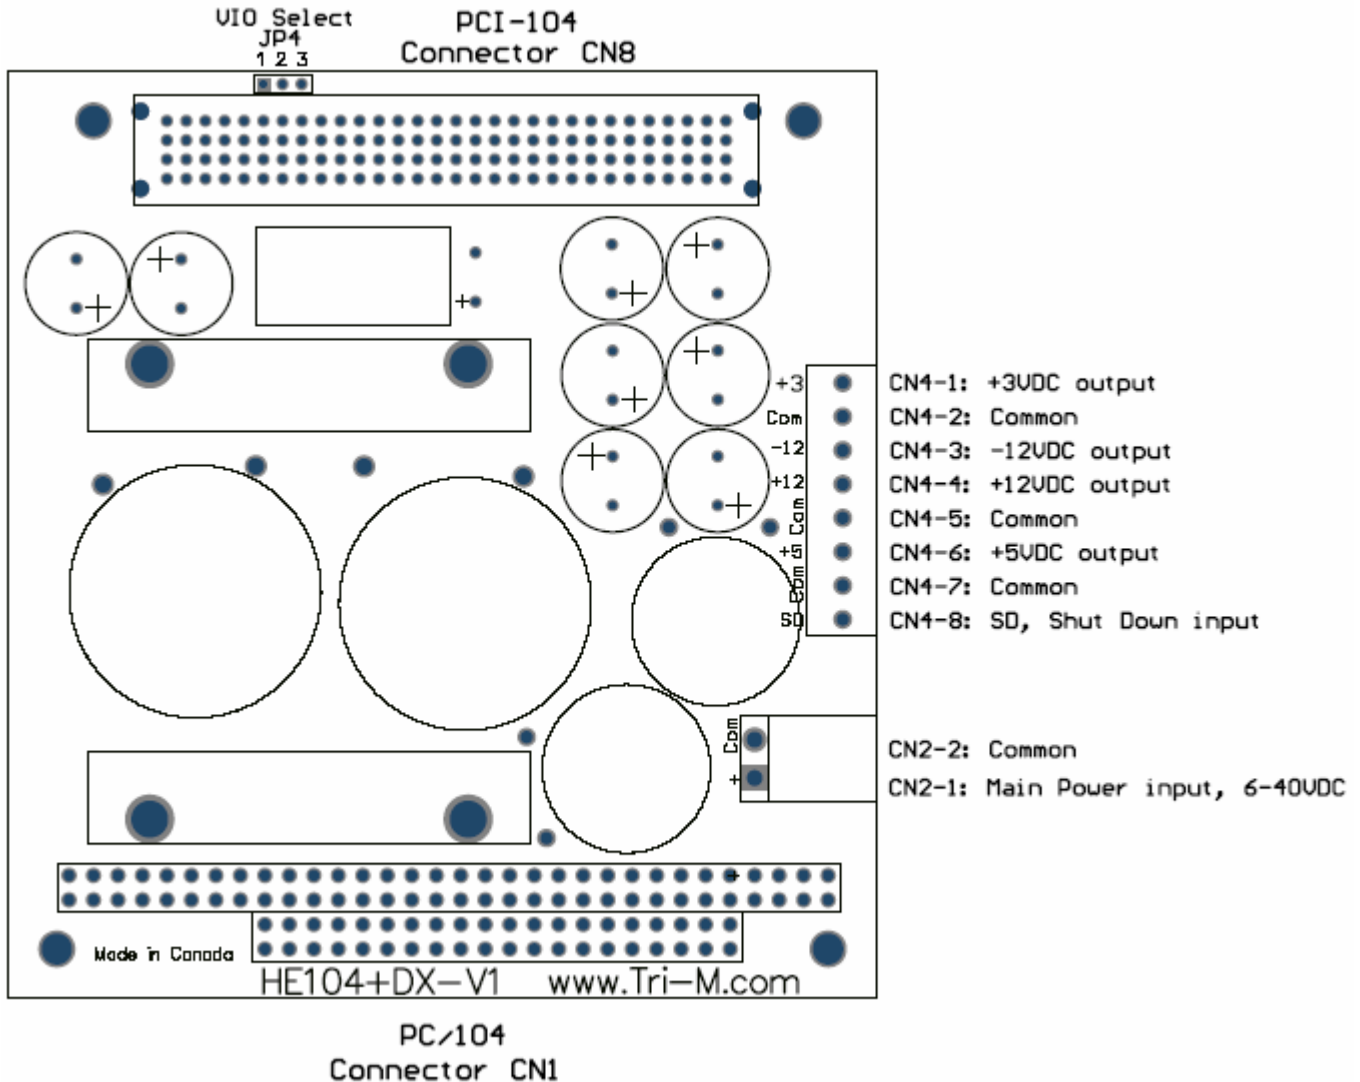 VIO Select
JP4
1 2 3
PCI-104
Connector CN8
+3
Com
-12
+12
Com
+5
Com
SD
CN4-1: +3VDC output
CN4-2: Common
CN4-3: -12VDC output
CN4-4: +12VDC output
CN4-5: Common
CN4-6: +5VDC output
CN4-7: Common
CN4-8: SD, Shut Down input
Com
+
CN2-2: Common
CN2-1: Main Power input, 6-40VDC
Made in Canada
HE104+DX-V1 www.Tri-M.com
PC/104
Connector CN1